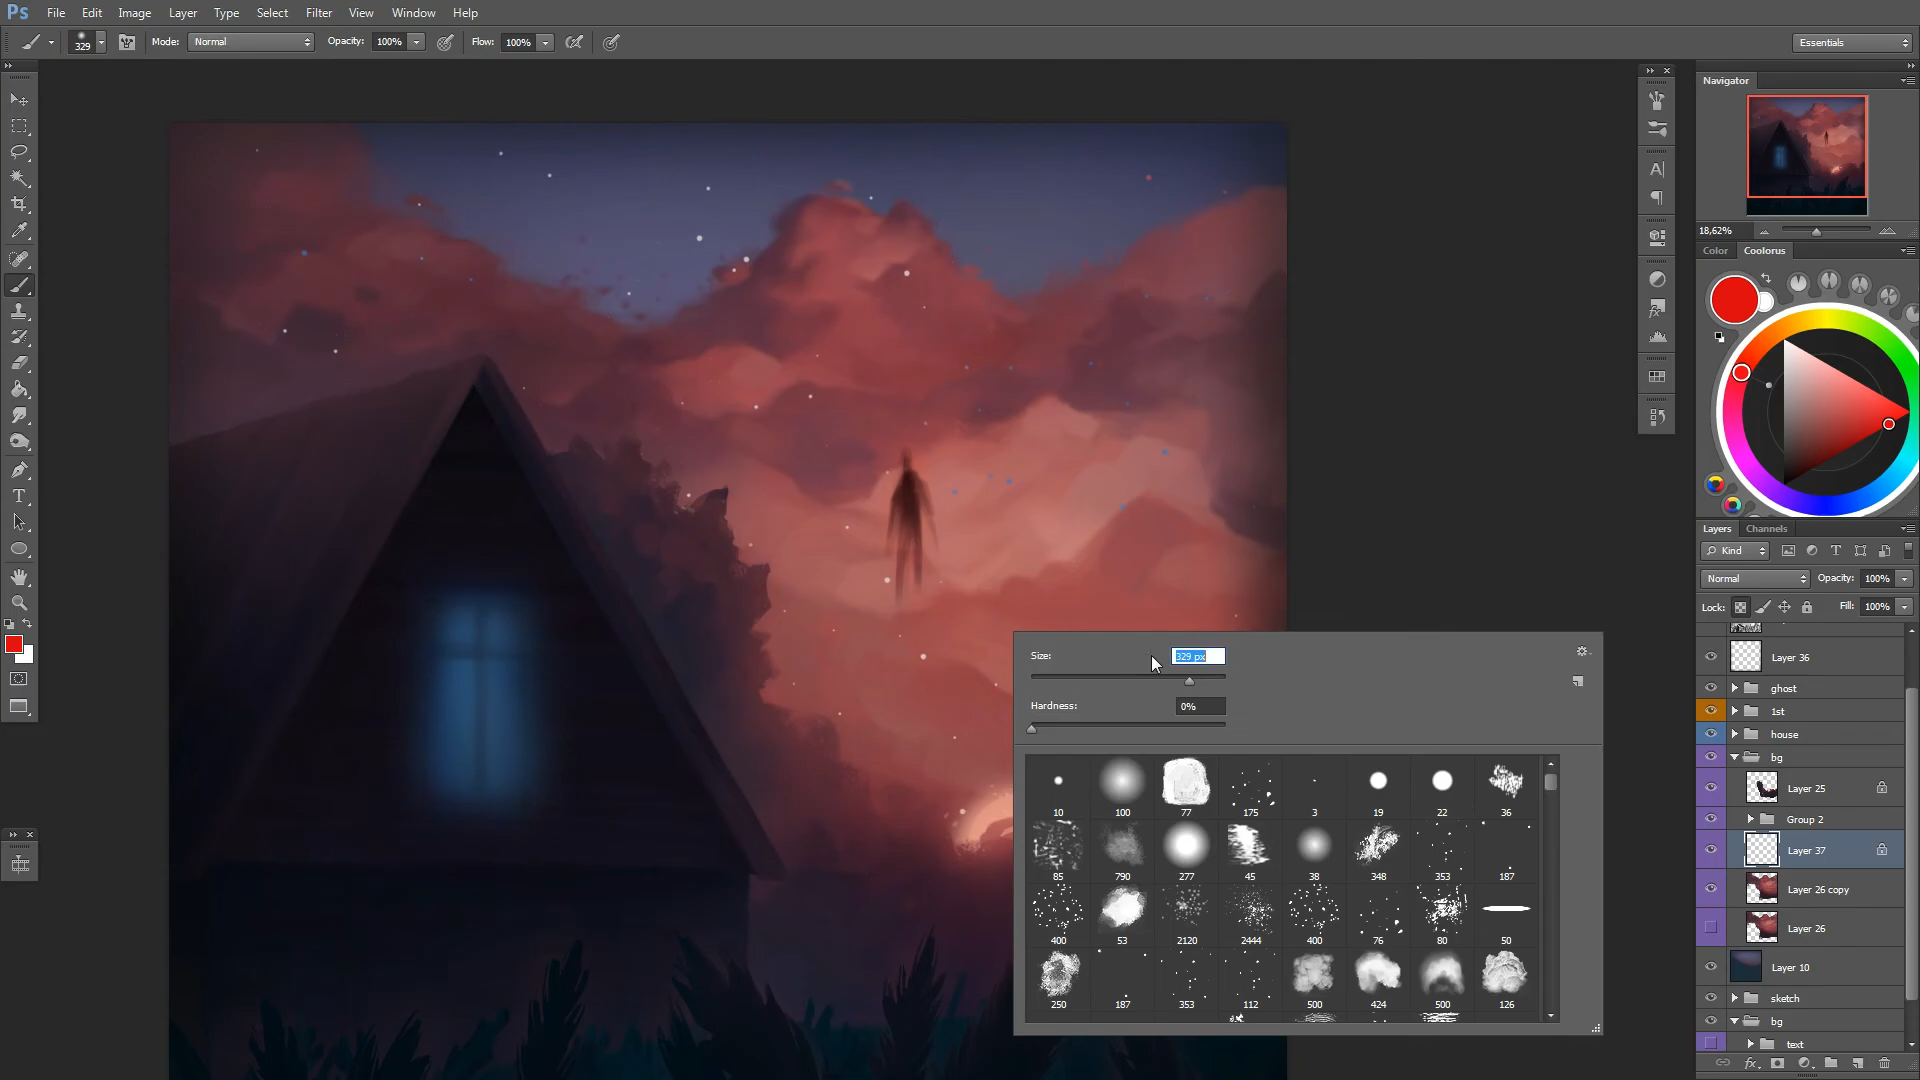 Ps File Edit Image Layer Type Select Filter View Window Help
329 Mode: Normal Opacity: 100% Flow: 100% Essentials
Navigator
18,62%
Color Coolorus
Layers Channels
Kind T
Normal Opacity: 100%
Lock: Fill: 100%
Layer 36
ghost
1st
house
bg
Layer 25
Group 2
Layer 37
Layer 26 copy
Layer 26
Layer 10
sketch
bg
text
Size: 329 px
Hardness: 0%
10 100 77 175 3 19 22 36
85 790 277 45 38 348 353 187
400 53 2120 2444 400 76 80 50
250 187 353 112 500 424 500 126